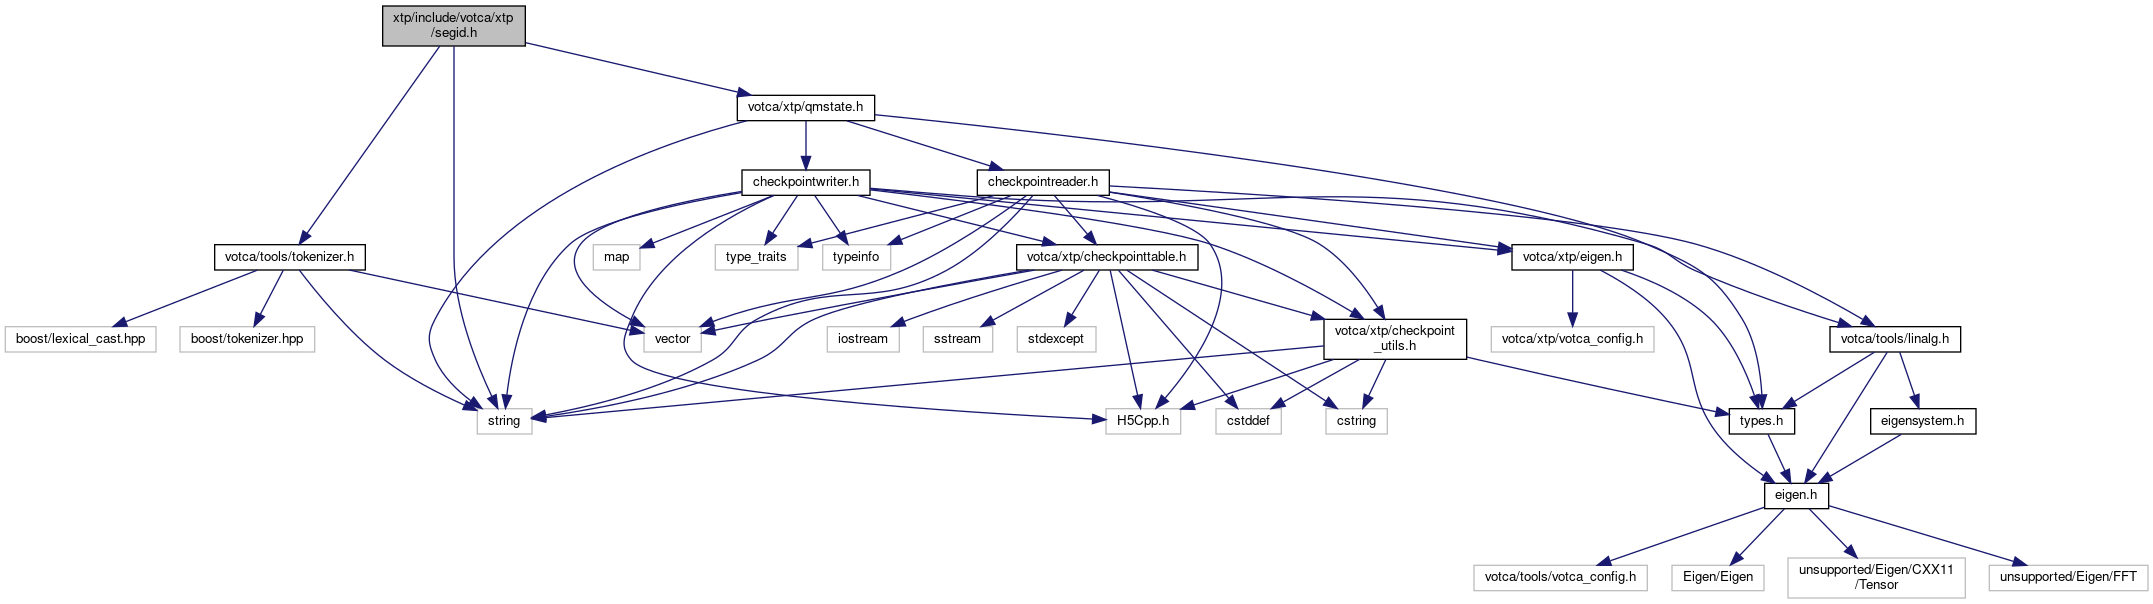 xtp/include/votca/xtp
/segid.h
votca/xtp/qmstate.h
checkpointwriter.h
checkpointreader.h
votca/tools/tokenizer.h
map
type_traits
typeinfo
votca/xtp/checkpointtable.h
votca/xtp/eigen.h
boost/lexical_cast.hpp
boost/tokenizer.hpp
vector
iostream
sstream
stdexcept
votca/xtp/checkpoint
_utils.h
votca/xtp/votca_config.h
votca/tools/linalg.h
string
H5Cpp.h
cstddef
cstring
types.h
eigensystem.h
eigen.h
votca/tools/votca_config.h
Eigen/Eigen
unsupported/Eigen/CXX11
/Tensor
unsupported/Eigen/FFT